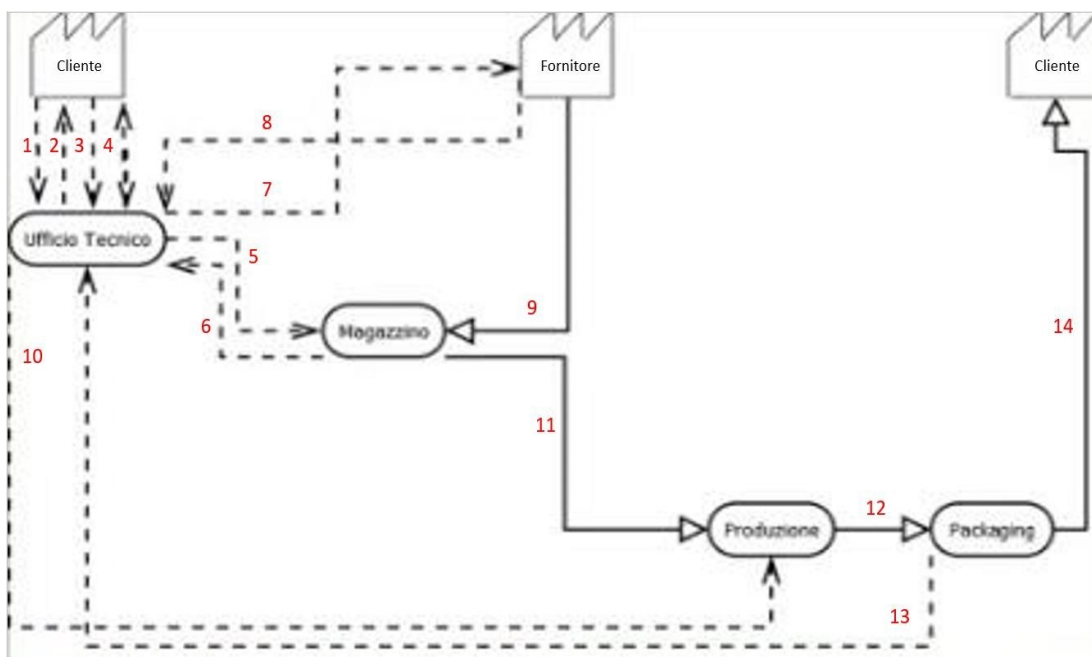 Cliente
Fornitore
Cliente
1
2
3
4
8
7
Ufficio Tecnico
5
6
9
Magazzino
10
11
14
12
Produzione
Packaging
13